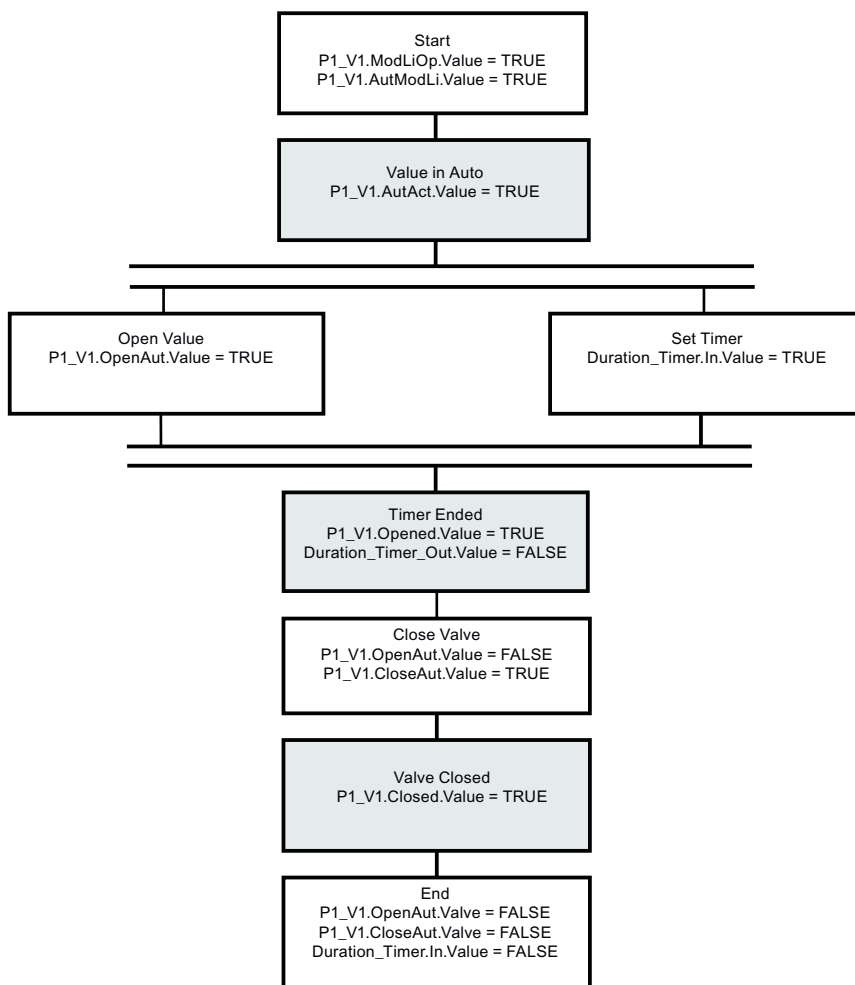 Start
P1_V1.ModLiOp.Value = TRUE
P1_V1.AutModLi.Value = TRUE
Value in Auto
P1_V1.AutAct.Value = TRUE
Open Value
P1_V1.OpenAut.Value = TRUE
Set Timer
Duration_Timer.In.Value = TRUE
Timer Ended
P1_V1.Opened.Value = TRUE
Duration_Timer_Out.Value = FALSE
Close Valve
P1_V1.OpenAut.Value = FALSE
P1_V1.CloseAut.Value = TRUE
Valve Closed
P1_V1.Closed.Value = TRUE
End
P1_V1.OpenAut.Valve = FALSE
P1_V1.CloseAut.Valve = FALSE
Duration_Timer.In.Value = FALSE